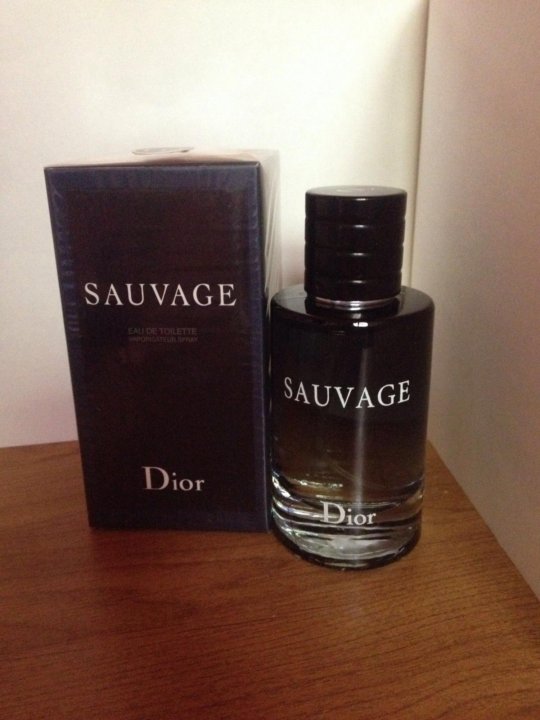 SAUVAGE
EAU DE TOILETTE
VAPORISATEUR SPRAY
Dior
SAUVAGE
Dior